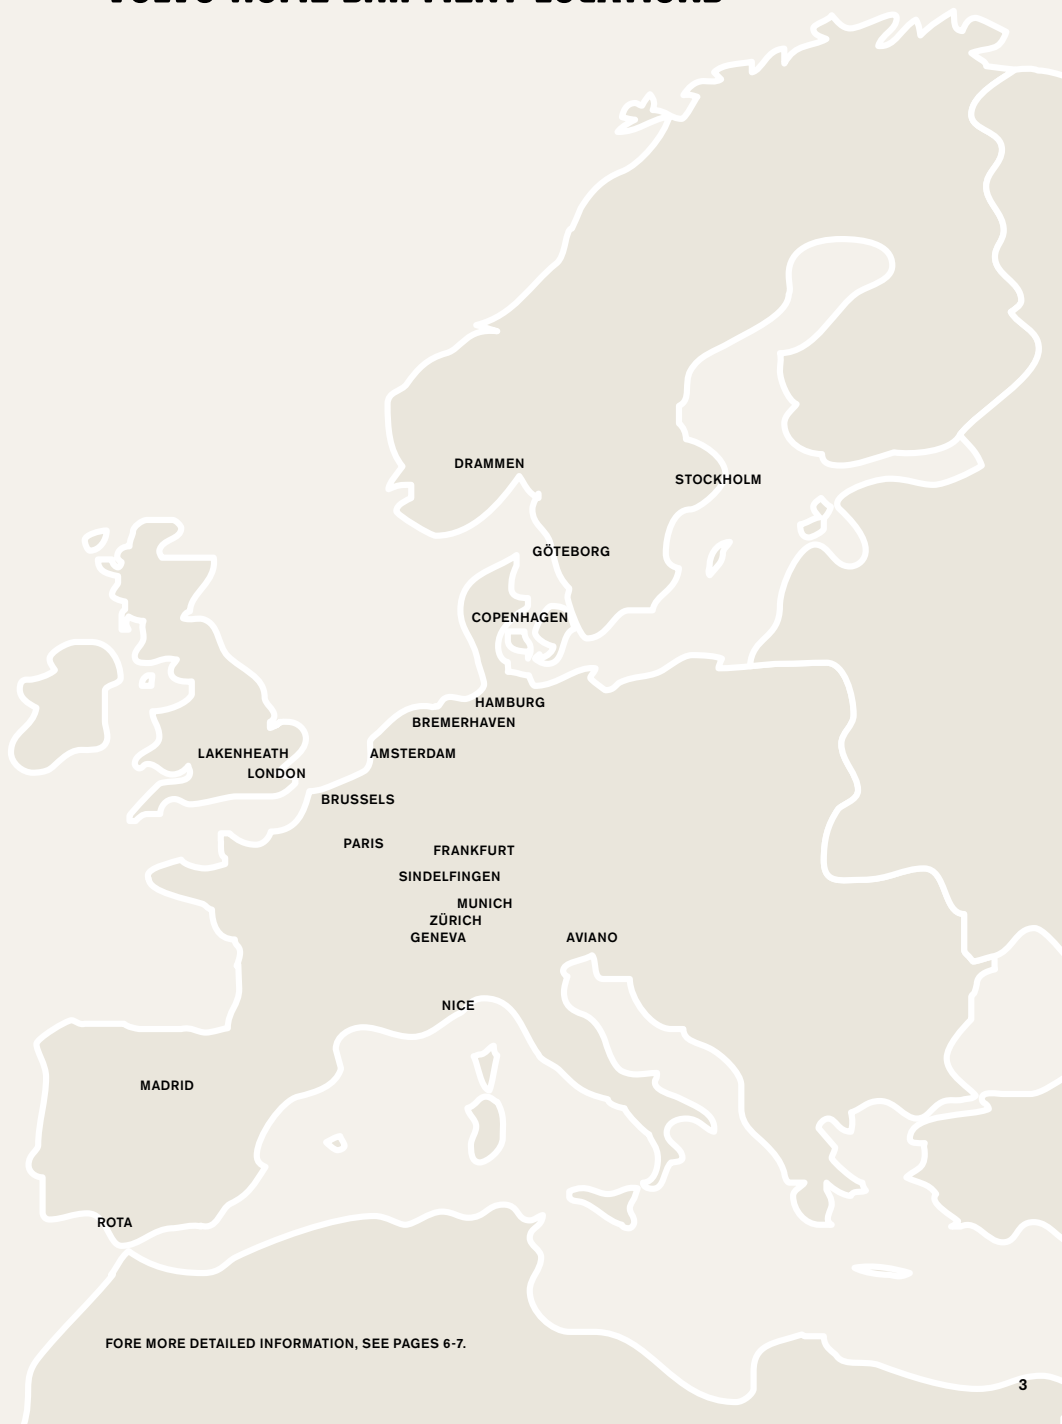 DRAMMEN
STOCKHOLM
GÖTEBORG
COPENHAGEN
HAMBURG
BREMERHAVEN
LAKENHEATH
AMSTERDAM
LONDON
BRUSSELS
PARIS
FRANKFURT
SINDELFINGEN
MUNICH
ZÜRICH
GENEVA
AVIANO
NICE
MADRID
ROTA
FORE MORE DETAILED INFORMATION, SEE PAGES 6-7.
3